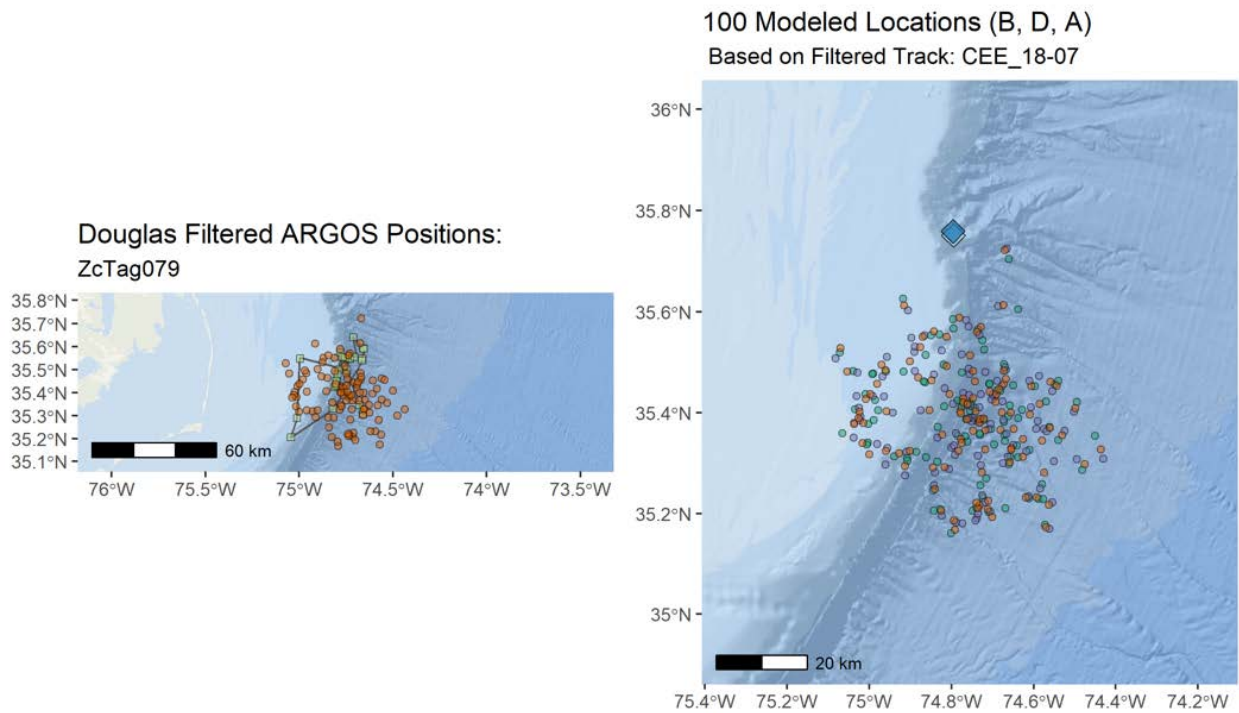 Douglas Filtered ARGOS Positions:
ZcTag079
35.8°N
35.7°N
35.6°N
35.5°N
35.4°N
35.3°N
35.2°N
35.1°N
60 km
76°W 75.5°W 75°W 74.5°W 74°W 73.5°W
100 Modeled Locations (B, D, A)
Based on Filtered Track: CEE_18-07
36°N
35.8°N
35.6°N
35.4°N
35.2°N
35°N
20 km
75.4°W 75.2°W 75°W 74.8°W 74.6°W 74.4°W 74.2°W